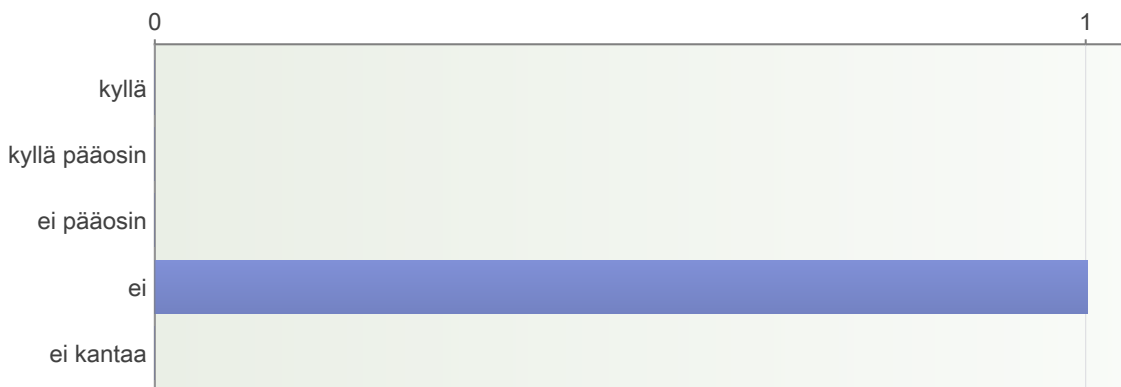 0 1
kyllä
kyllä pääosin
ei pääosin
ei
ei kantaa